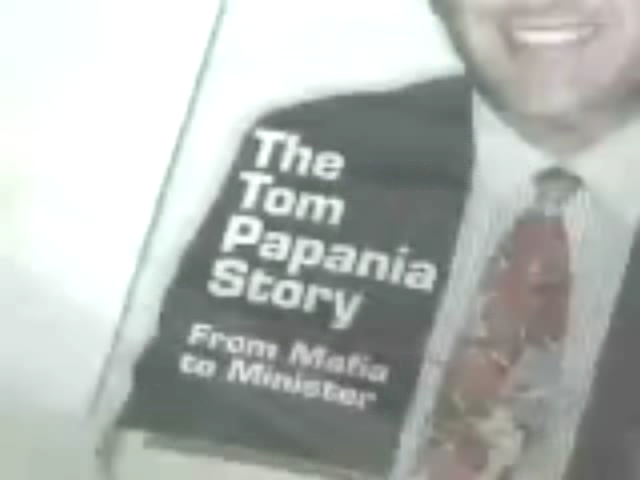 The
Tom
Papania
Story
From Mafia
to Minister